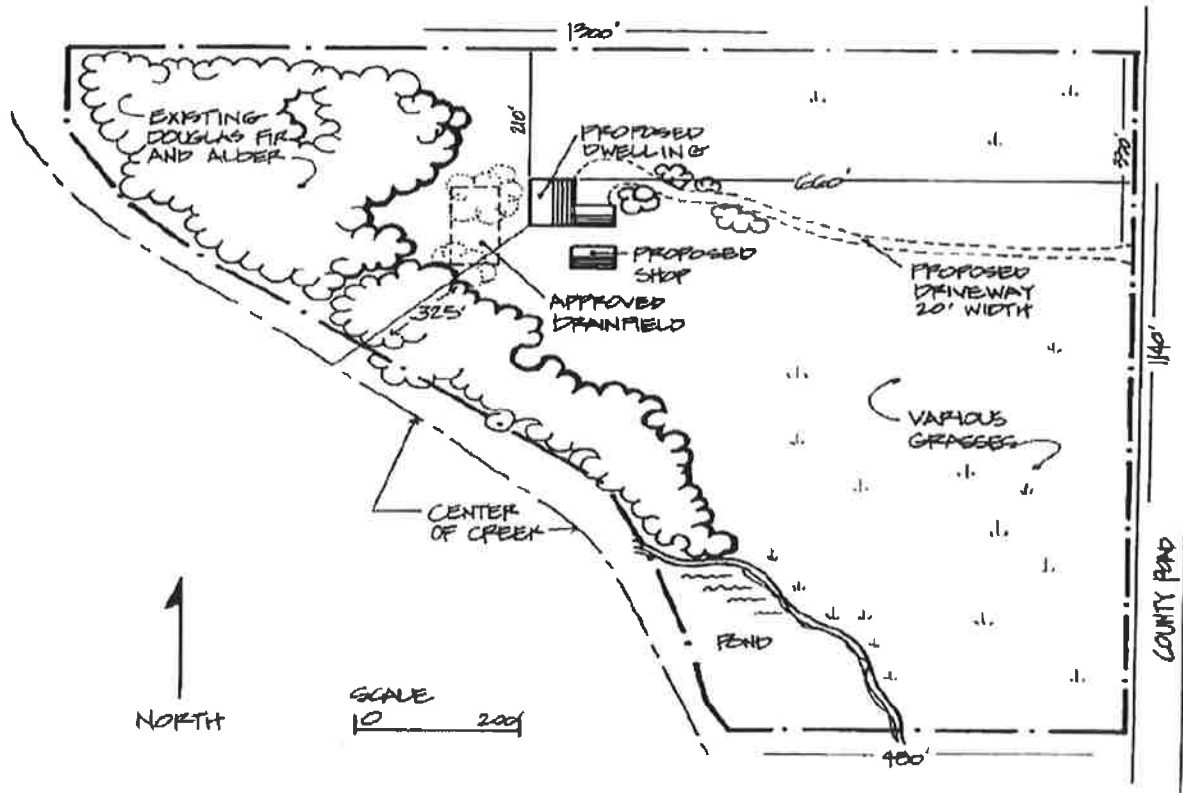 1300'
EXISTING
DOUGLAS FIR
AND ALDER
210'
PROPOSED
DWELLING
660'
330'
PROPOSED
SHOP
PROPOSED
DRIVEWAY
20' WIDTH
APPROVED
DRAINFIELD
325'
1140'
VARIOUS
GRASSES
CENTER
OF CREEK
COUNTY ROAD
POND
NORTH
SCALE
0 200'
480'